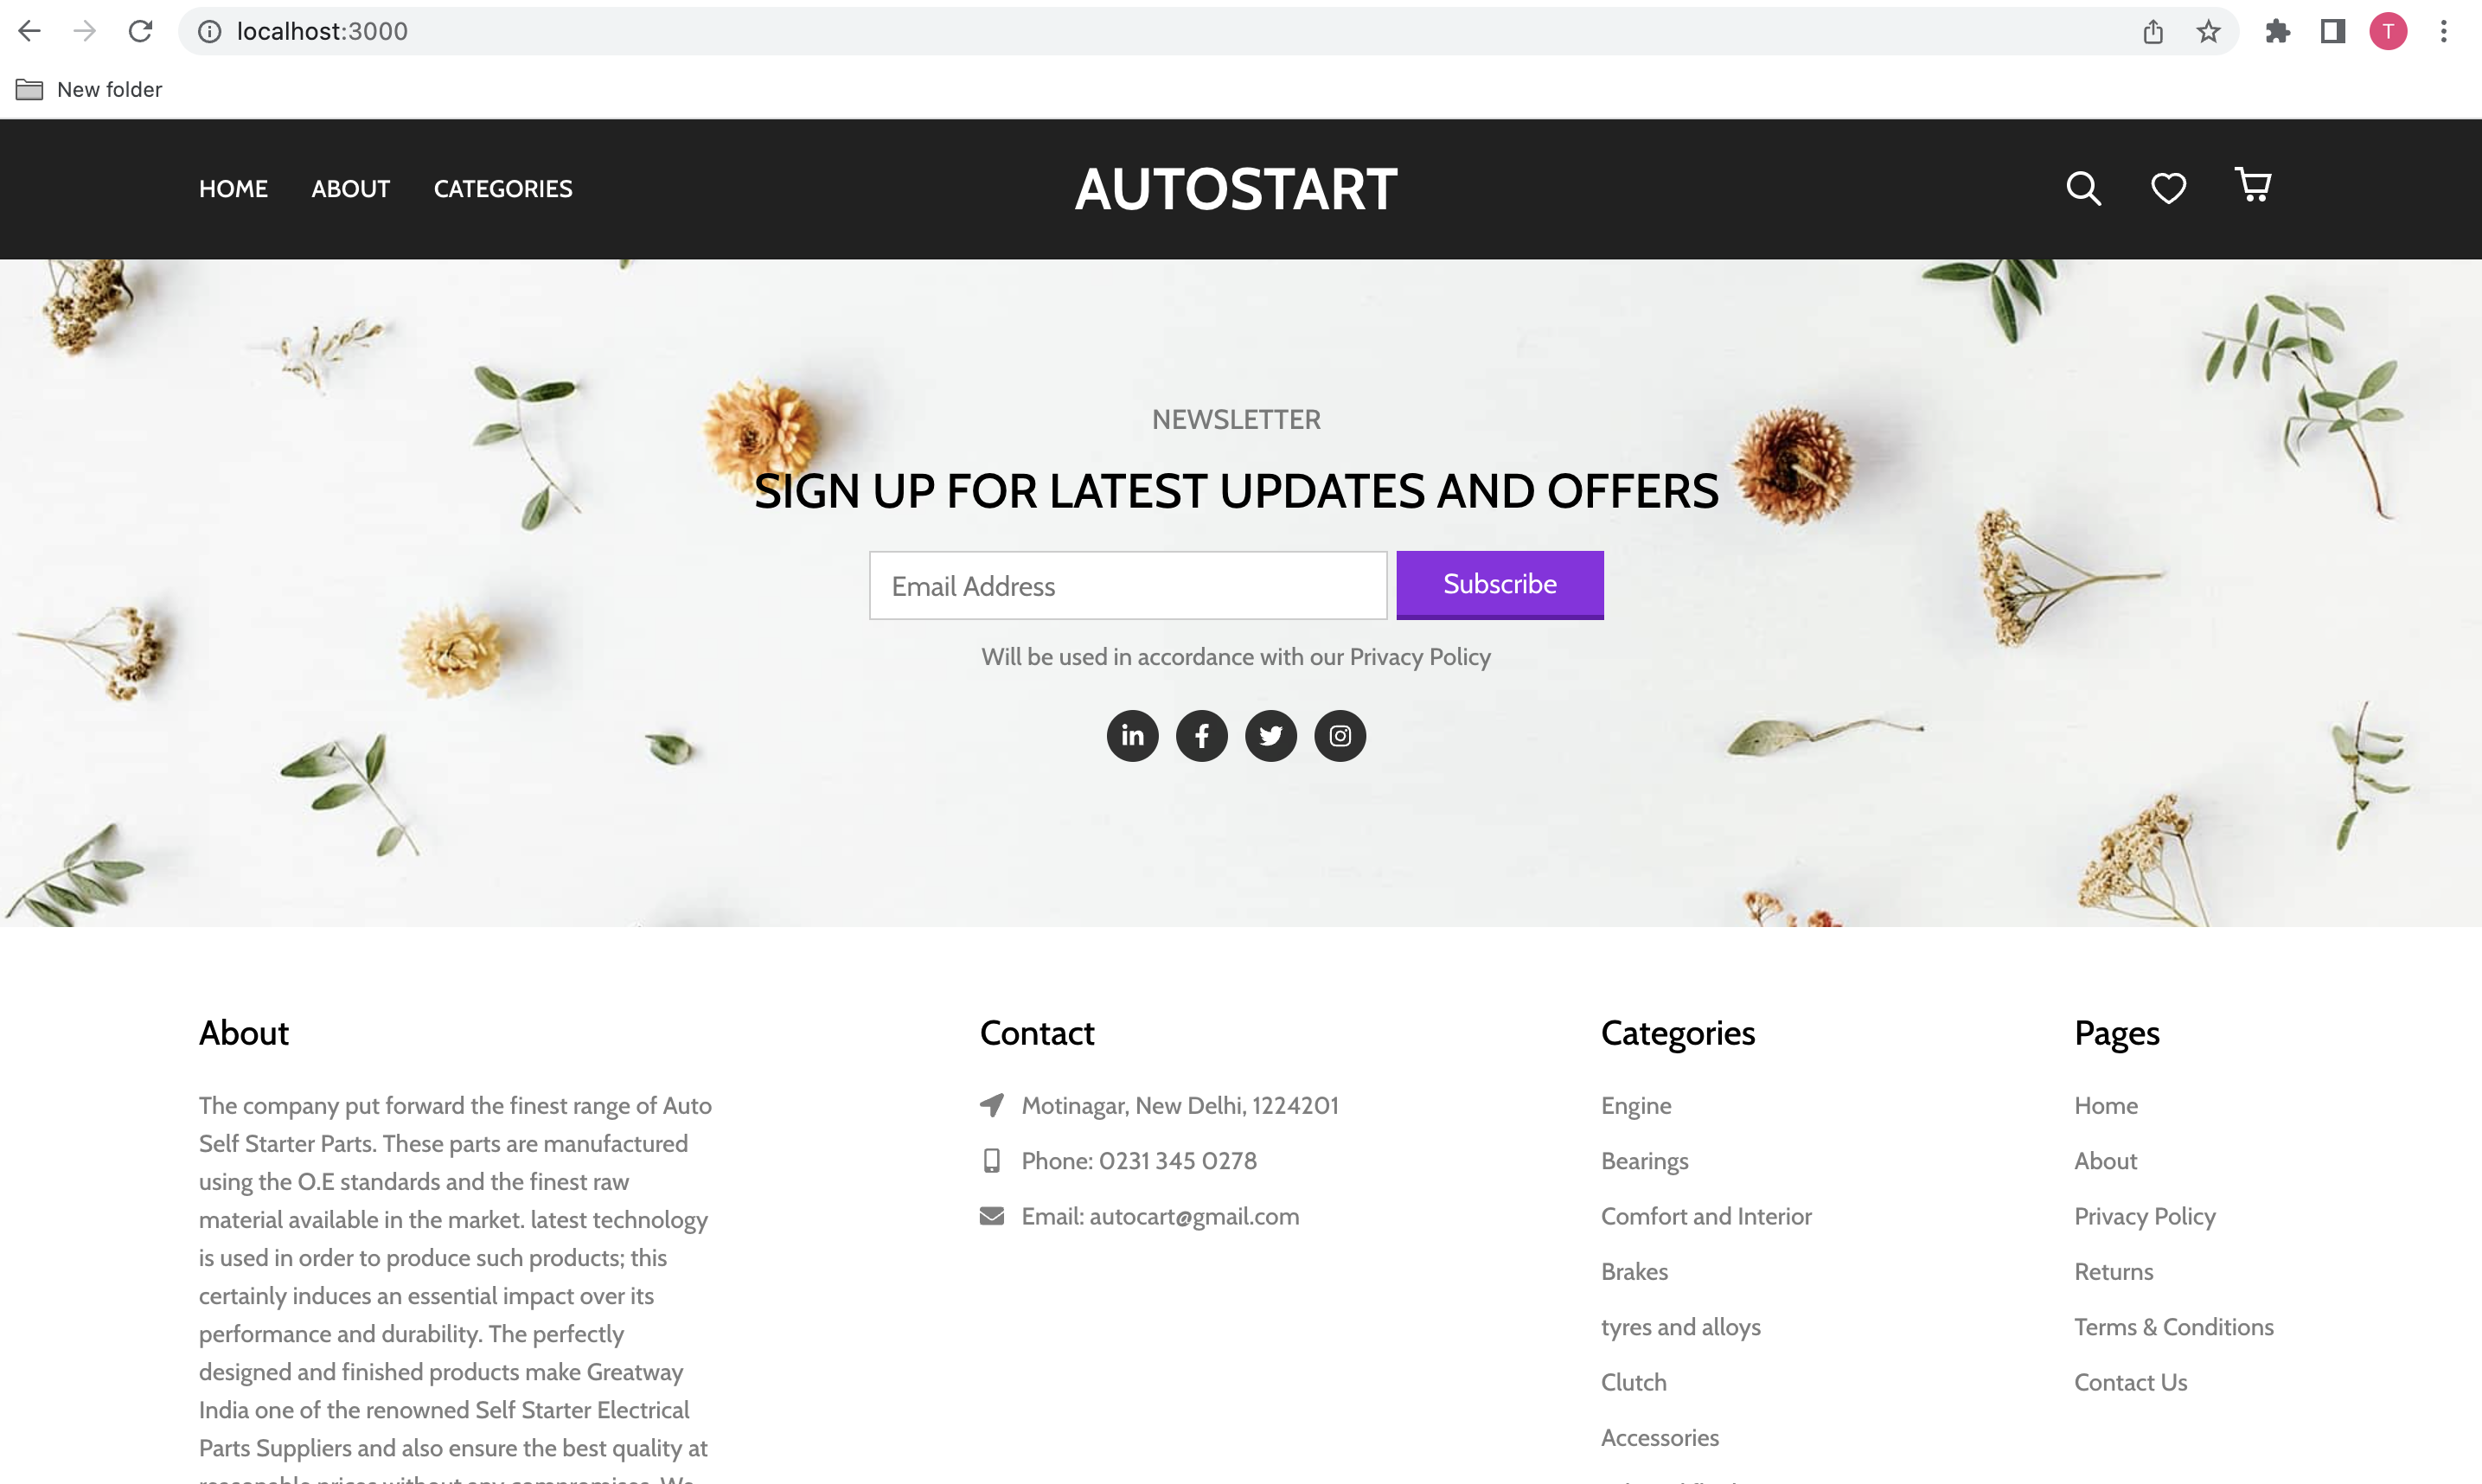 localhost:3000
T
New folder
HOME ABOUT CATEGORIES
AUTOSTART
NEWSLETTER
SIGN UP FOR LATEST UPDATES AND OFFERS
Email Address
Subscribe
Will be used in accordance with our Privacy Policy
in
About
The company put forward the finest range of Auto
Self Starter Parts. These parts are manufactured
using the O.E standards and the finest raw
material available in the market. latest technology
is used in order to produce such products; this
certainly induces an essential impact over its
performance and durability. The perfectly
designed and finished products make Greatway
India one of the renowned Self Starter Electrical
Parts Suppliers and also ensure the best quality at
Contact
Motinagar, New Delhi, 1224201
Phone: 0231 345 0278
Email: autocart@gmail.com
Categories
Engine
Bearings
Comfort and Interior
Brakes
tyres and alloys
Clutch
Accessories
Pages
Home
About
Privacy Policy
Returns
Terms & Conditions
Contact Us